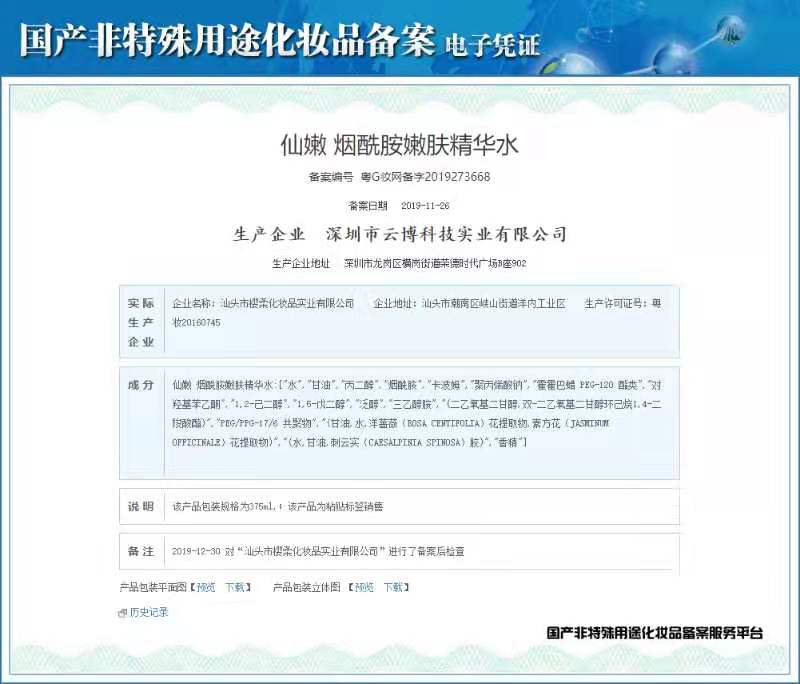 国产非特殊用途化妆品备案 电子凭证
仙嫩 烟酰胺嫩肤精华水
备案编号 粤G妆网备字2019273668
备案日期 2019-11-26
生产企业 深圳市云博科技实业有限公司
生产企业地址 深圳市龙岗区横岗街道荣德时代广场B座902
实际生产企业
企业名称：汕头市樱柔化妆品实业有限公司 企业地址：汕头市潮南区峡山街道洋内工业区 生产许可证号：粤
妆20160745
成分
仙嫩 烟酰胺嫩肤精华水:["水","甘油","丙二醇","烟酰胺","卡波姆","聚丙烯酸钠","霍霍巴蜡 PEG-120 酯类","对
羟基苯乙酮","1,2-己二醇","1,5-戊二醇","泛醇","三乙醇胺","(二乙氧基二甘醇,双-二乙氧基二甘醇环己烷1,4-二
羧酸酯)","PEG/PPG-17/6 共聚物","(甘油,水,洋蔷薇（ROSA CENTIFOLIA）花提取物,素方花（JASMINUM
OFFICINALE）花提取物)","(水,甘油,刺云实（CAESALPINIA SPINOSA）胶)","香精"]
说明 该产品包装规格为375ml,；该产品为粘贴标签销售
备注 2019-12-30 对“汕头市樱柔化妆品实业有限公司”进行了备案后检查
产品包装平面图【预览 下载】 产品包装立体图 【预览 下载】
历史记录
国产非特殊用途化妆品备案服务平台